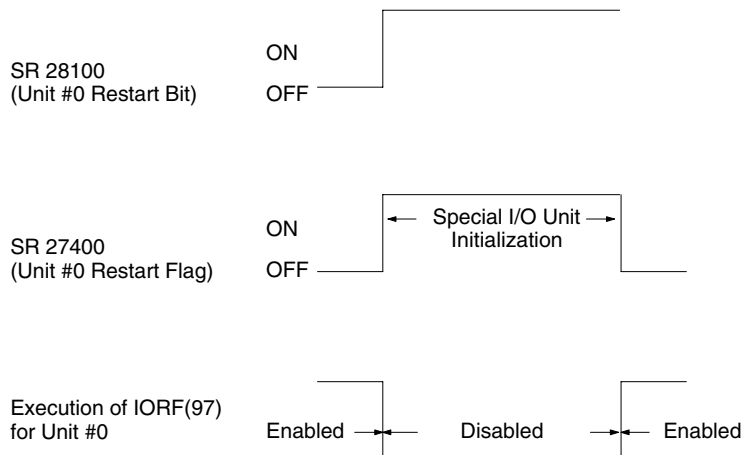 ON
SR 28100
(Unit #0 Restart Bit)
OFF
Special I/O Unit
Initialization
ON
SR 27400
(Unit #0 Restart Flag)
OFF
Execution of IORF(97)
for Unit #0
Enabled
Disabled
Enabled